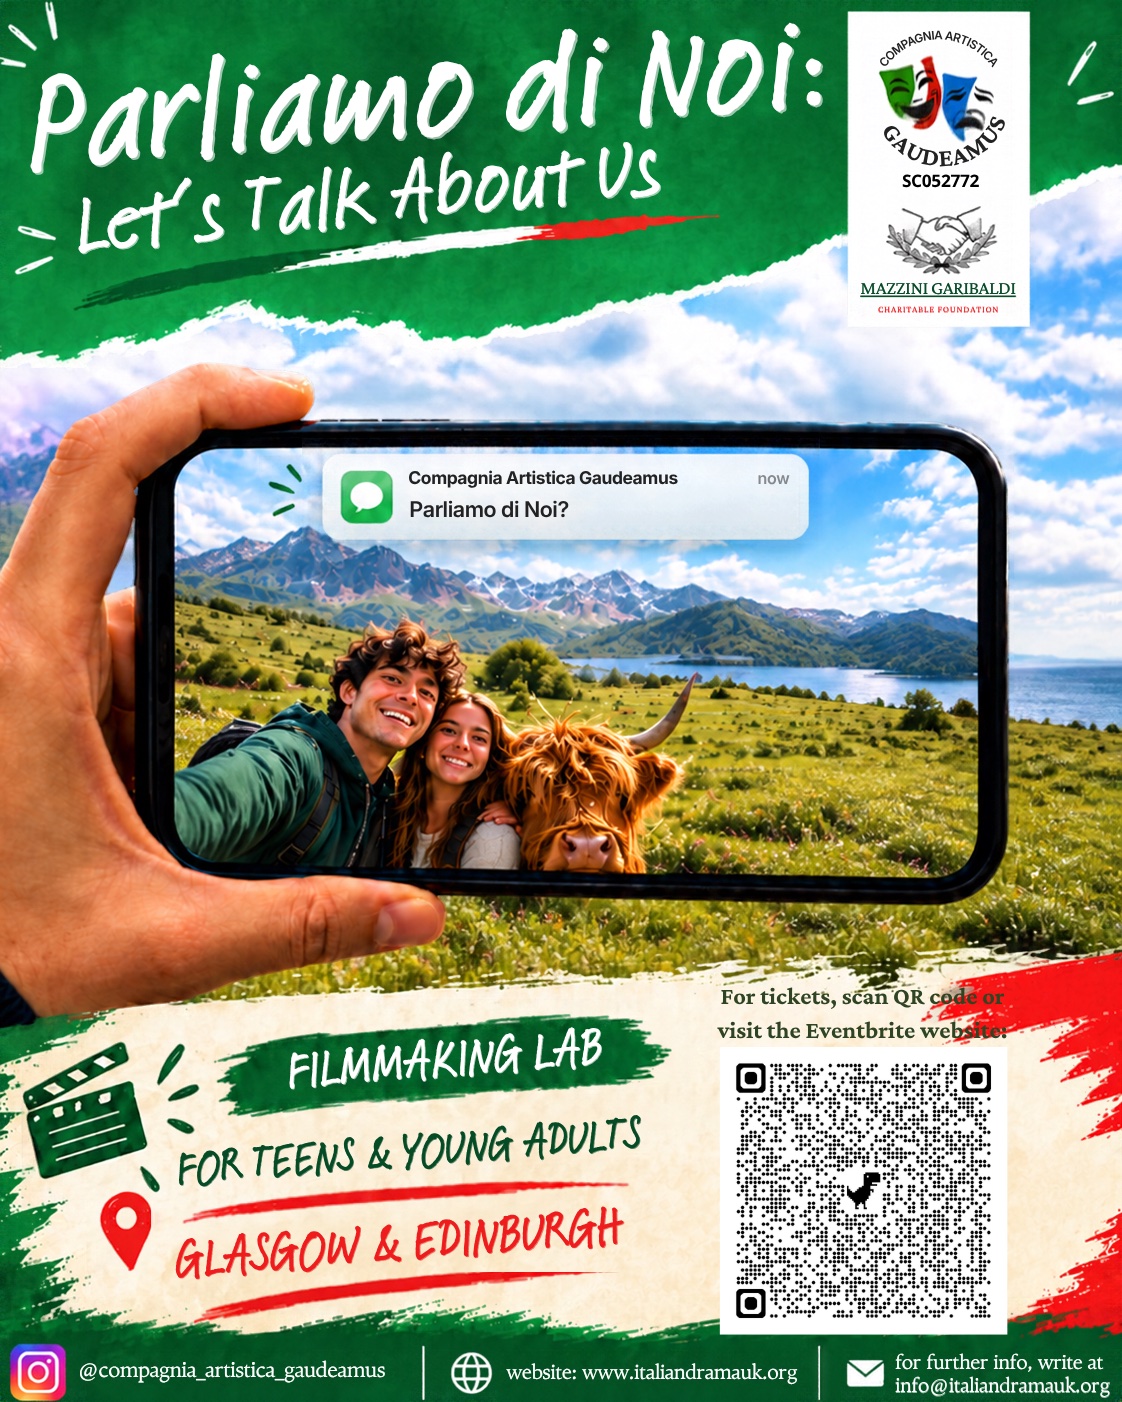 Parliamo di Noi:
Let's Talk About Us
COMPAGNIA ARTISTICA
GAUDEAMUS
SC052772
MAZZINI GARIBALDI
CHARITABLE FOUNDATION
Compagnia Artistica Gaudeamus
now
Parliamo di Noi?
FILMMAKING LAB
FOR TEENS & YOUNG ADULTS
GLASGOW & EDINBURGH
For tickets, scan QR code or
visit the Eventbrite website:
@compagnia_artistica_gaudeamus
website: www.italiandramauk.org
for further info, write at
info@italiandramauk.org